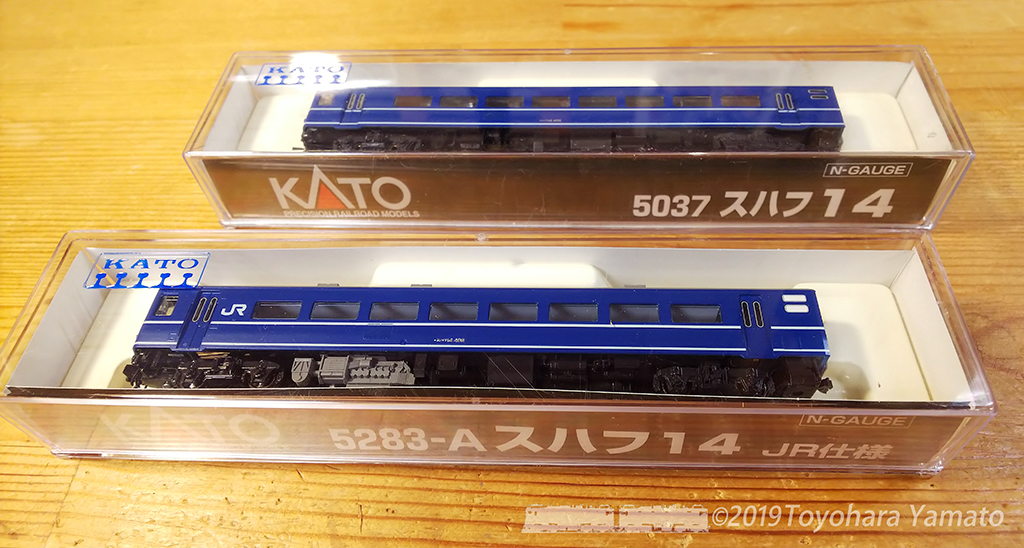 KATO
N-GAUGE
KATO
PRECISION RAILROAD MODELS
5037 スハフ14
KATO
JR
N-GAUGE
KATO
5283-A スハフ14 JR仕様
©2019Toyohara Yamato